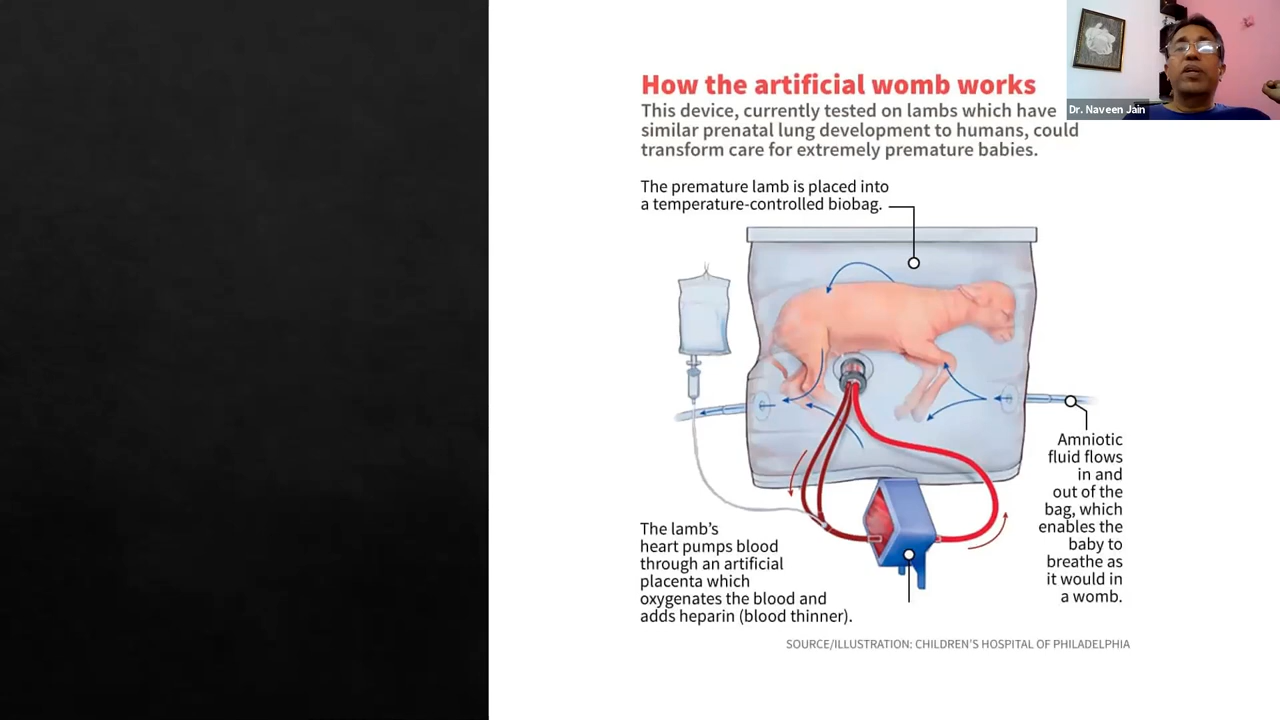 How the artificial womb works
This device, currently tested on lambs which have
similar prenatal lung development to humans, could
transform care for extremely premature babies.
Dr. Naveen Jain
The premature lamb is placed into
a temperature-controlled biobag.
Amniotic
fluid flows
in and
out of the
bag, which
enables the
baby to
breathe as
it would in
a womb.
The lamb's
heart pumps blood
through an artificial
placenta which
oxygenates the blood and
adds heparin (blood thinner).
SOURCE/ILLUSTRATION: CHILDREN'S HOSPITAL OF PHILADELPHIA